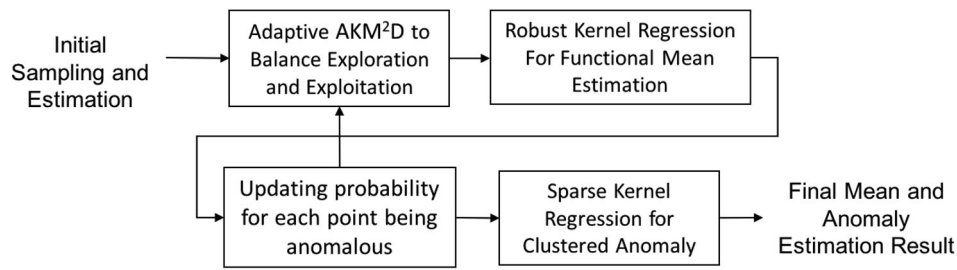 Initial
Sampling and
Estimation
Adaptive AKM²D to
Balance Exploration
and Exploitation
Robust Kernel Regression
For Functional Mean
Estimation
Updating probability
for each point being
anomalous
Sparse Kernel
Regression for
Clustered Anomaly
Final Mean and
Anomaly
Estimation Result